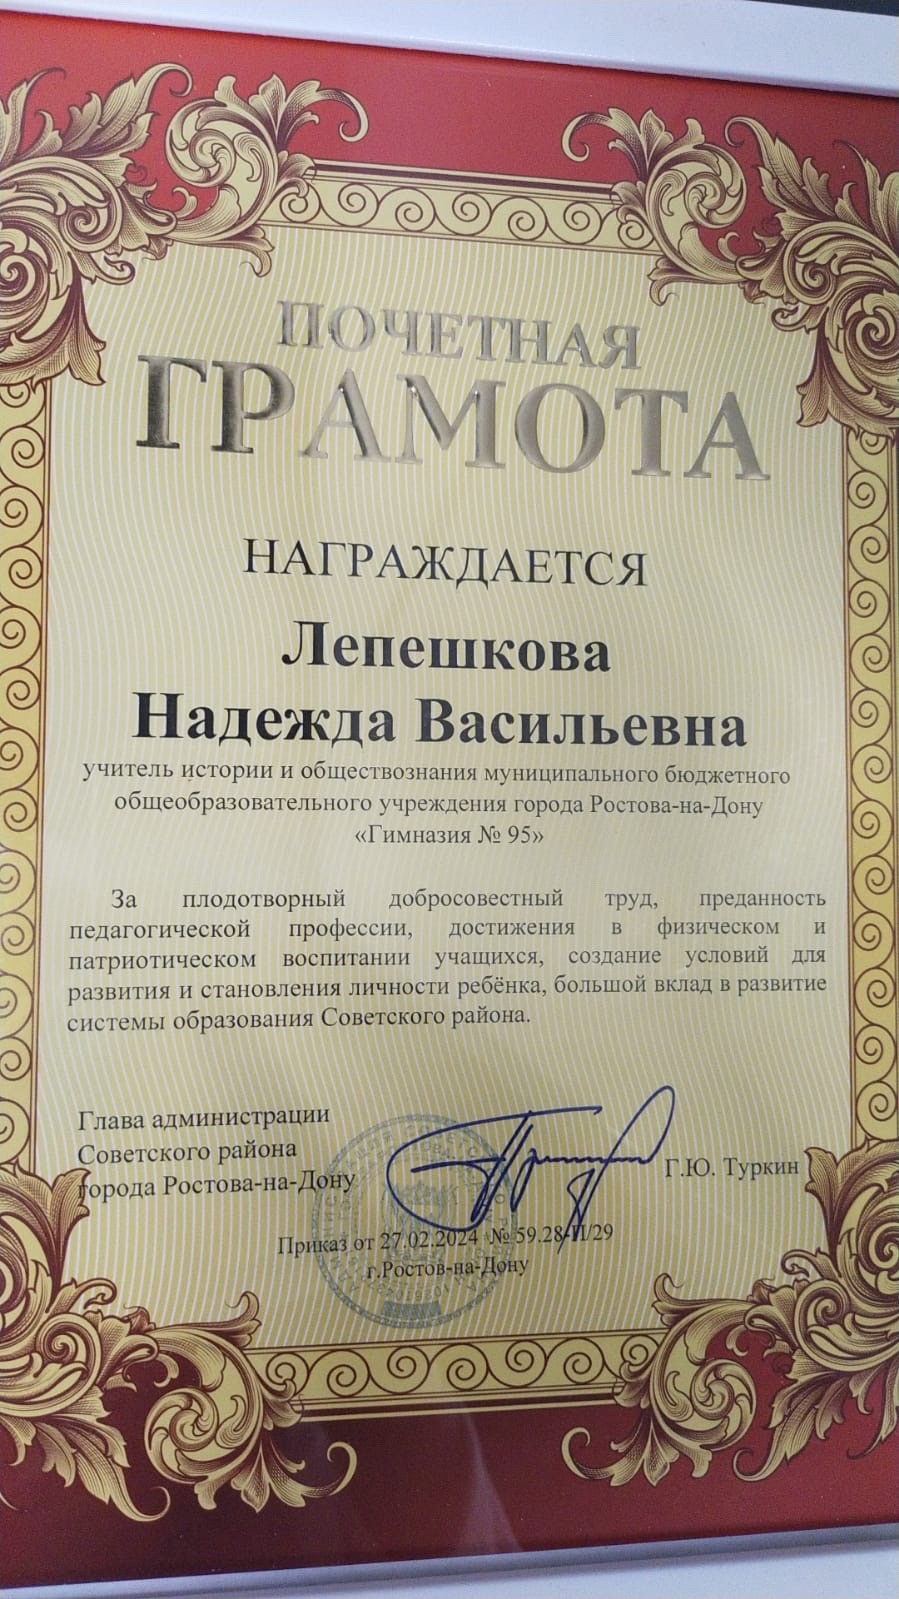 ПОЧЕТНАЯ
ГРАМОТА
НАГРАЖДАЕТСЯ
Лепешкова
Надежда Васильевна
учитель истории и обществознания муниципального бюджетного
общеобразовательного учреждения города Ростова-на-Дону
«Гимназия № 95»
За плодотворный добросовестный труд, преданность
педагогической профессии, достижения в физическом и
патриотическом воспитании учащихся, создание условий для
развития и становления личности ребёнка, большой вклад в развитие
системы образования Советского района.
Глава администрации
Советского района
города Ростова-на-Дону
Г.Ю. Туркин
Приказ от 27.02.2024 № 59.28-П/29
г.Ростов-на-Дону